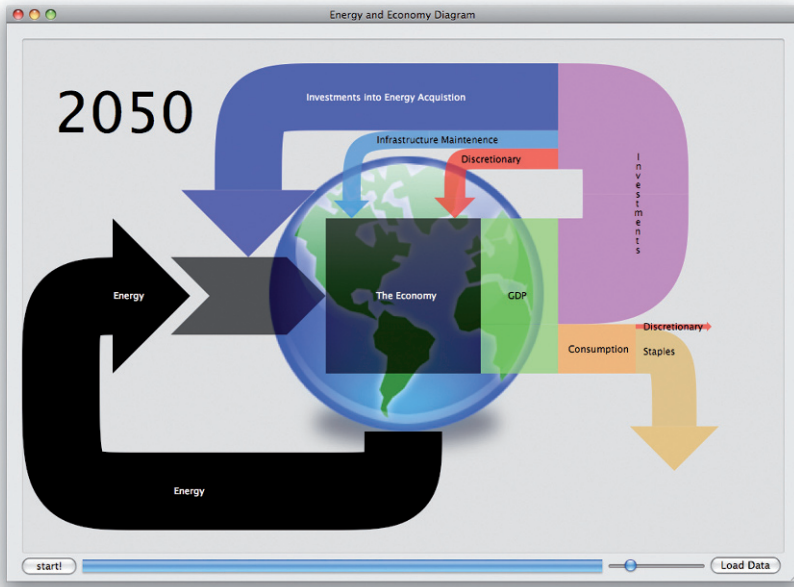 Energy and Economy Diagram
2050
Investments into Energy Acquistion
Infrastructure Maintenence
Discretionary
Investments
Energy
The Economy
GDP
Discretionary
Consumption
Staples
Energy
start!
Load Data